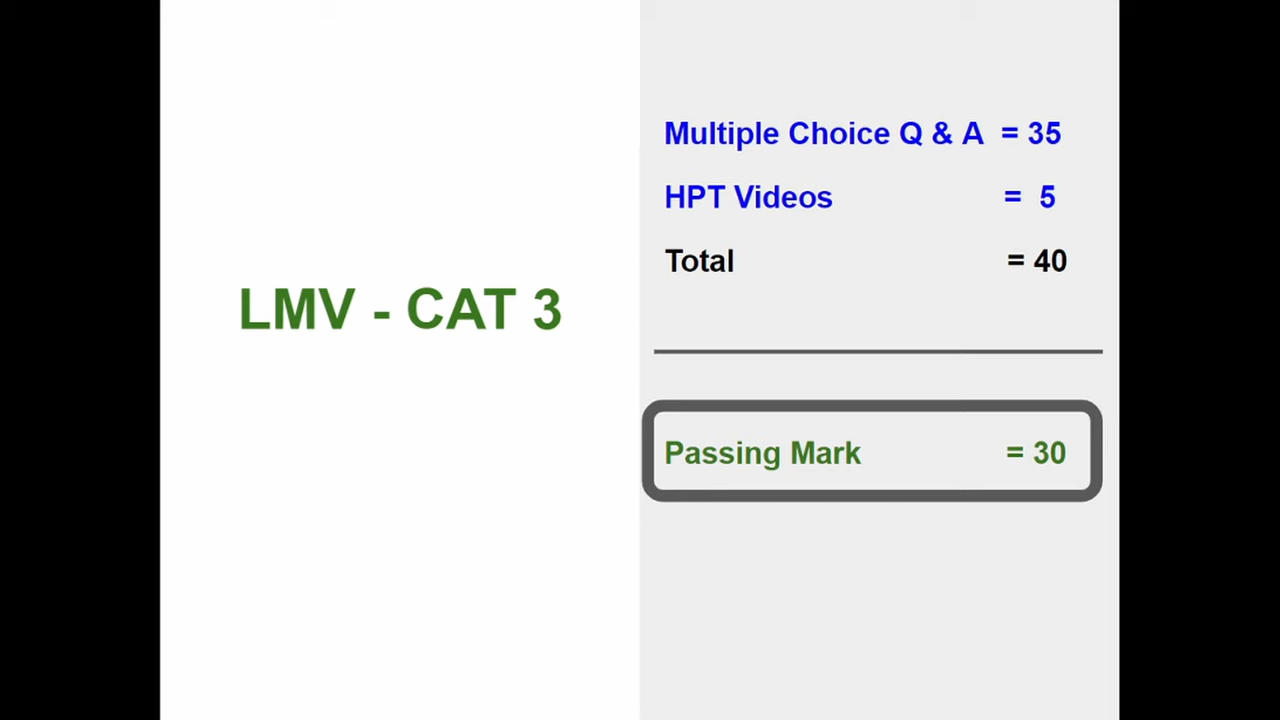 LMV - CAT 3
Multiple Choice Q & A = 35
HPT Videos = 5
Total = 40
Passing Mark = 30